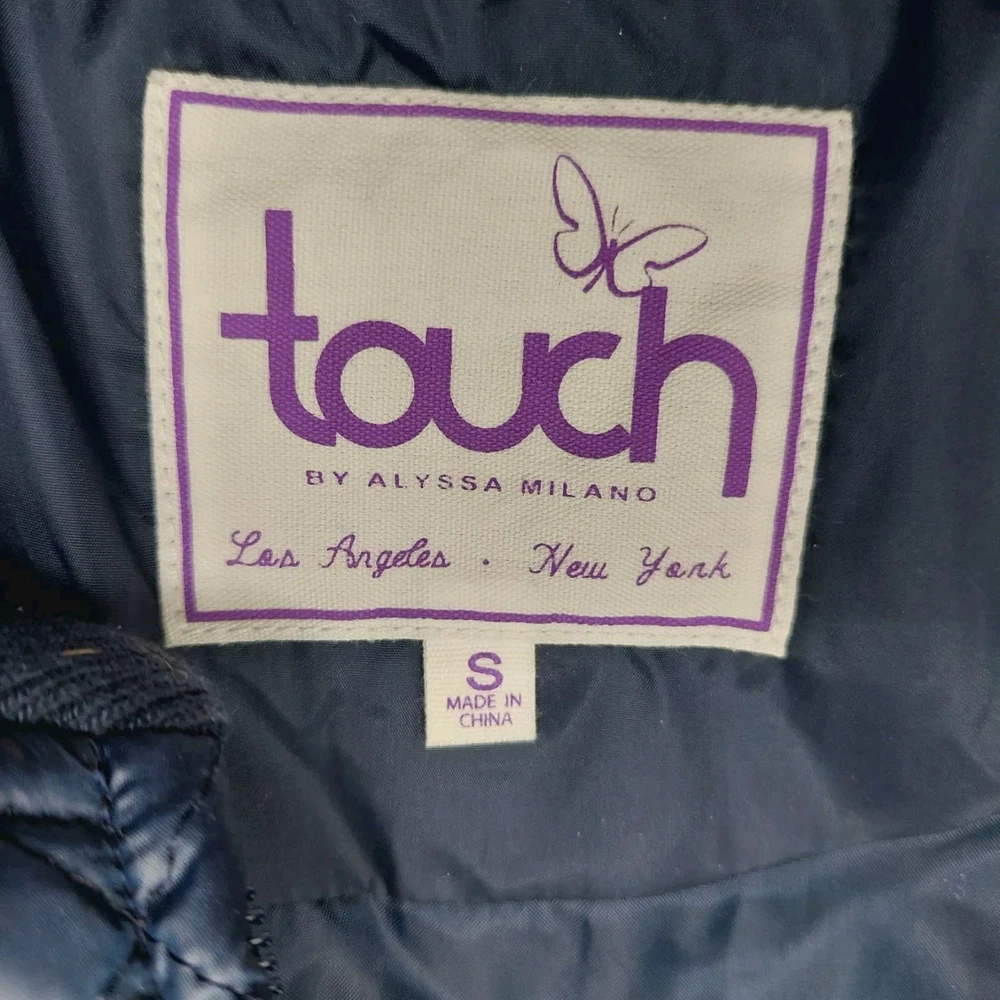 touch
BY ALYSSA MILANO
Los Angeles · New York
S
MADE IN
CHINA